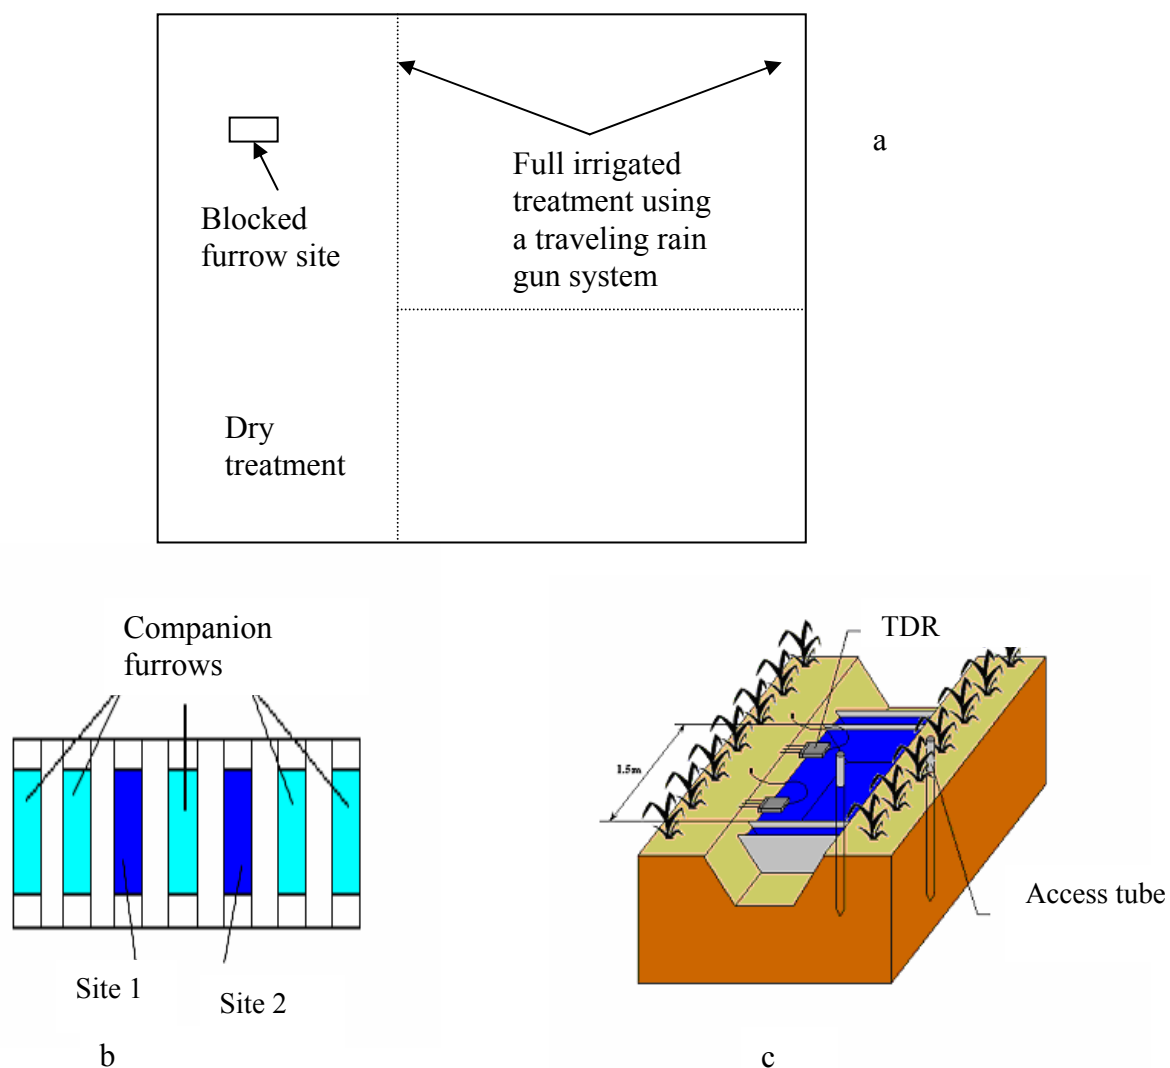 a
Full irrigated
treatment using
a traveling rain
gun system
Blocked
furrow site
Dry
treatment
Companion
furrows
Site 1
Site 2
b
TDR
1.5m
Access tube
c